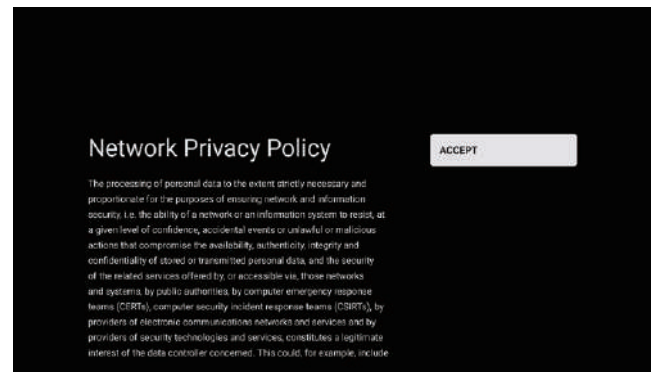 Network Privacy Policy
ACCEPT
The processing of personal data to the extent strictly necessary and
proportionate for the purposes of ensuring network and information
security, i.e. the ability of a network or an information system to resist, at
a given level of confidence, accidental events or unlawful or malicious
actions that compromise the availability, authenticity, integrity and
confidentiality of stored or transmitted personal data, and the security
of the related services offered by, or accessible via, those networks
and systems, by public authorities, by computer emergency response
teams (CERTs), computer security incident response teams (CSIRTs), by
providers of electronic communications networks and services and by
providers of security technologies and services, constitutes a legitimate
interest of the data controller concerned. This could, for example, include